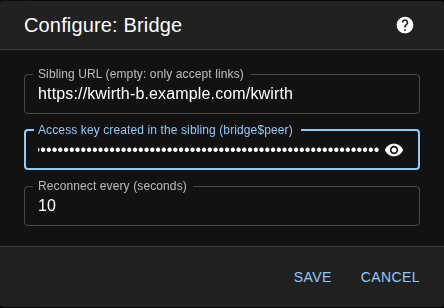 Configure: Bridge
?
Sibling URL (empty: only accept links)
https://kwirth-b.example.com/kwirth
Access key created in the sibling (bridge$peer)
Reconnect every (seconds)
10
SAVE CANCEL